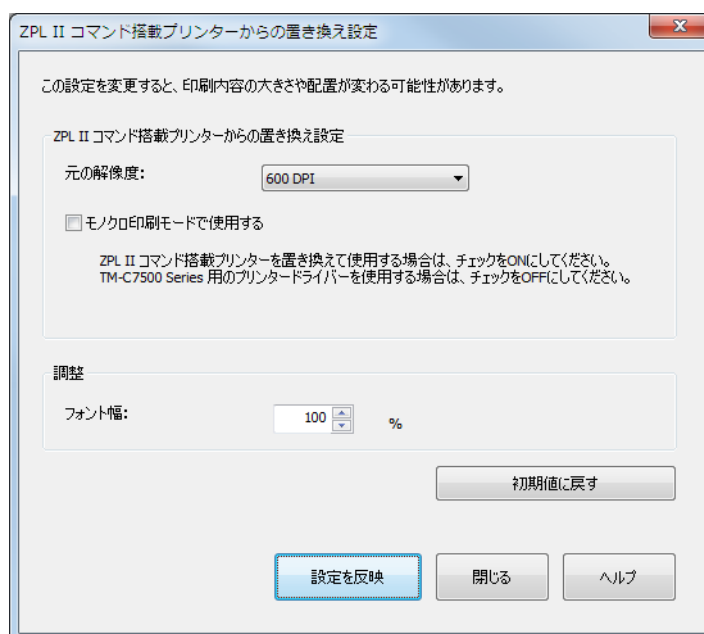 ZPL II コマンド搭載プリンターからの置き換え設定
この設定を変更すると、印刷内容の大きさや配置が変わる可能性があります。
ZPL II コマンド搭載プリンターからの置き換え設定
元の解像度: 600 DPI
モノクロ印刷モードで使用する
ZPL II コマンド搭載プリンターを置き換えて使用する場合は、チェックをONにしてください。
TM-C7500 Series 用のプリンタードライバーを使用する場合は、チェックをOFFにしてください。
調整
フォント幅: 100 %
初期値に戻す
設定を反映 閉じる ヘルプ